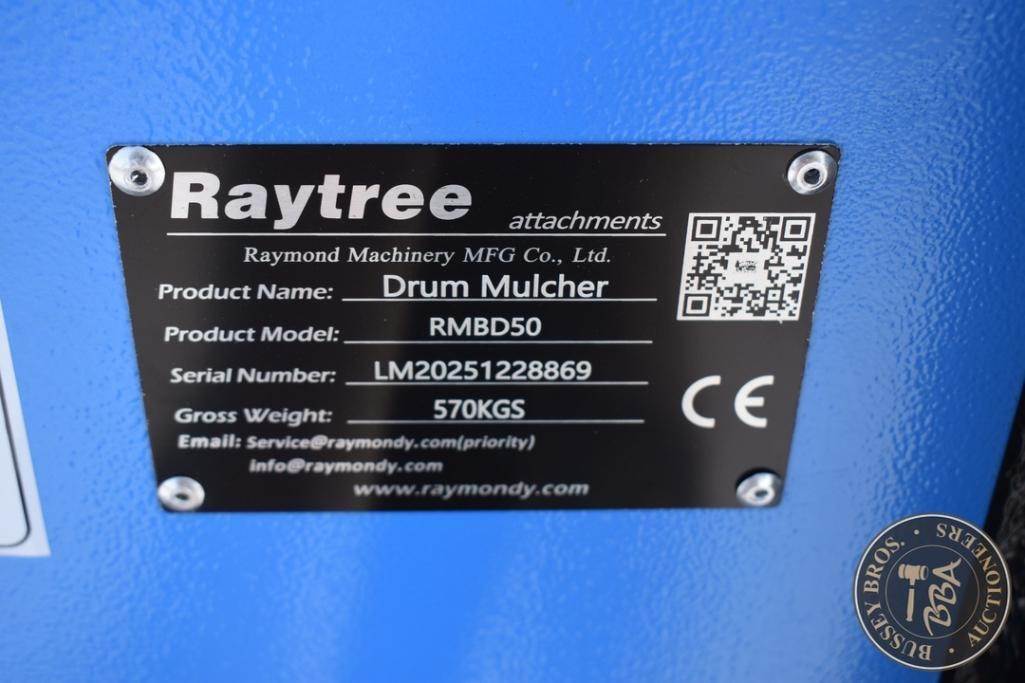 Raytree
attachments
Raymond Machinery MFG Co., Ltd.
Product Name: Drum Mulcher
Product Model: RMBD50
Serial Number: LM20251228869
Gross Weight: 570KGS
Email: Service@raymondy.com(priority)
info@raymondy.com
www.raymondy.com
CE
BUSSEY BROS. · AUCTIONEERS ·
BBA